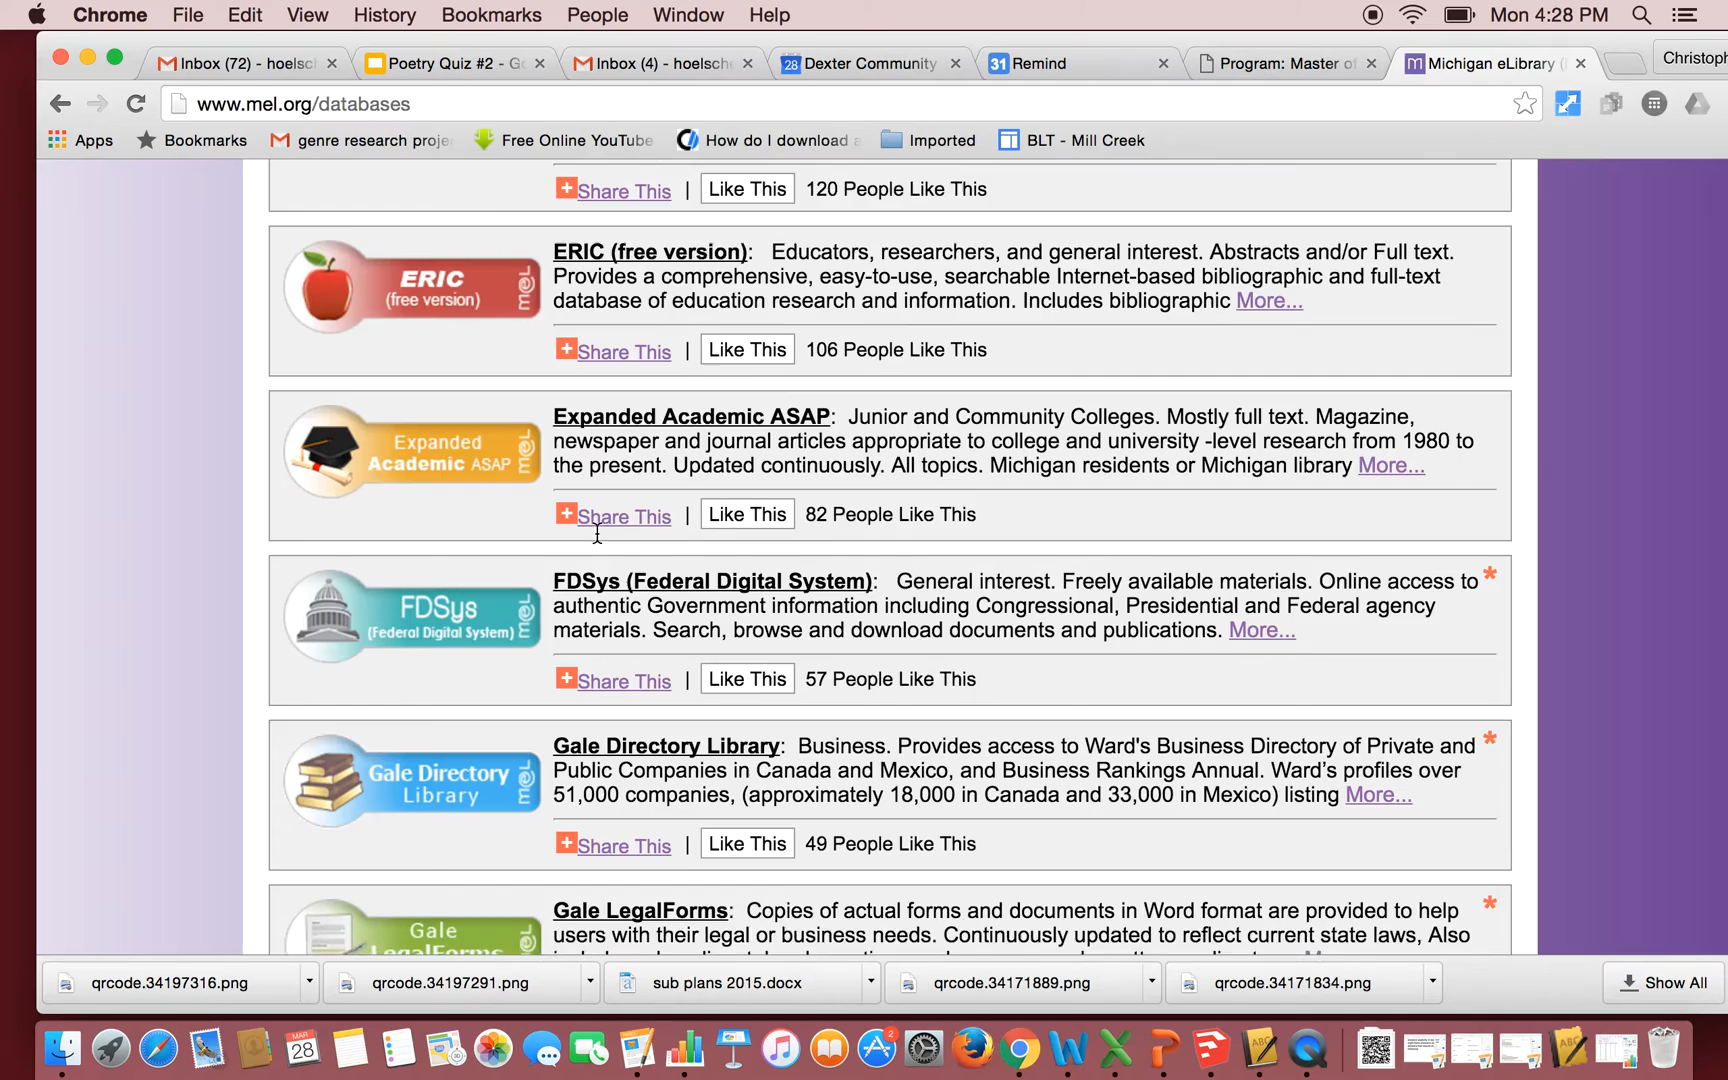 Chrome File Edit View History Bookmarks People Window Help Mon 4:28 PM
Inbox (72) - hoelsch Poetry Quiz #2 - Go Inbox (4) - hoelsche 28 Dexter Community 31 Remind Program: Master of Michigan eLibrary ( Christoph
www.mel.org/databases
Apps Bookmarks genre research proje Free Online YouTube How do I download a Imported BLT - Mill Creek
Share This | Like This 120 People Like This
ERIC (free version) mel
ERIC (free version): Educators, researchers, and general interest. Abstracts and/or Full text.
Provides a comprehensive, easy-to-use, searchable Internet-based bibliographic and full-text
database of education research and information. Includes bibliographic More...
Share This | Like This 106 People Like This
Expanded Academic ASAP mel
Expanded Academic ASAP: Junior and Community Colleges. Mostly full text. Magazine,
newspaper and journal articles appropriate to college and university -level research from 1980 to
the present. Updated continuously. All topics. Michigan residents or Michigan library More...
Share This | Like This 82 People Like This
FDSys (Federal Digital System) mel
FDSys (Federal Digital System): General interest. Freely available materials. Online access to *
authentic Government information including Congressional, Presidential and Federal agency
materials. Search, browse and download documents and publications. More...
Share This | Like This 57 People Like This
Gale Directory Library mel
Gale Directory Library: Business. Provides access to Ward's Business Directory of Private and *
Public Companies in Canada and Mexico, and Business Rankings Annual. Ward's profiles over
51,000 companies, (approximately 18,000 in Canada and 33,000 in Mexico) listing More...
Share This | Like This 49 People Like This
Gale LegalForms mel
Gale LegalForms: Copies of actual forms and documents in Word format are provided to help *
users with their legal or business needs. Continuously updated to reflect current state laws, Also
qrcode.34197316.png qrcode.34197291.png sub plans 2015.docx qrcode.34171889.png qrcode.34171834.png Show All
MAR 28 2